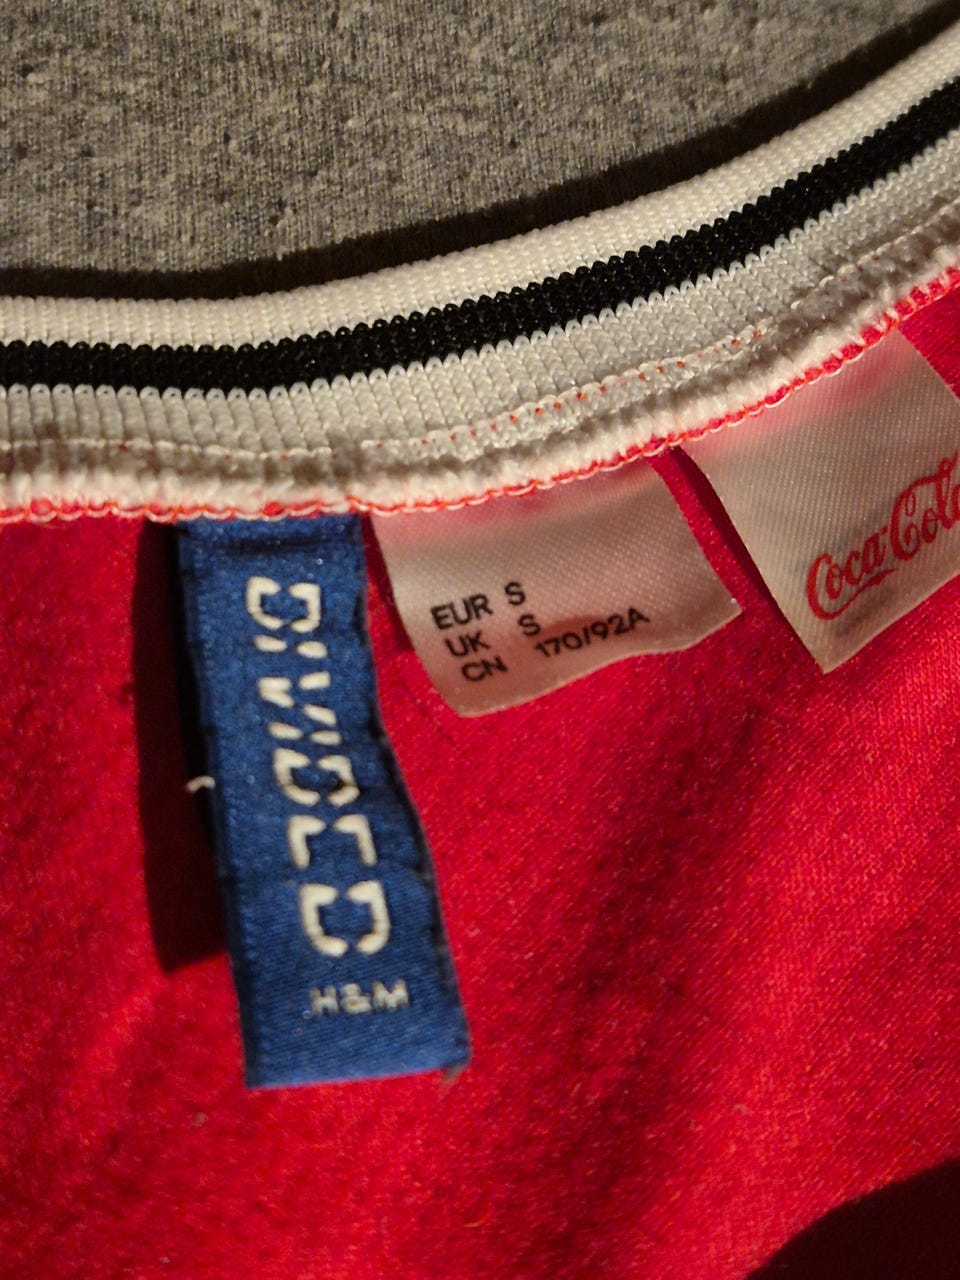 DIVIDED
H&M
EUR S
UK S
CN 170/92A
Coca-Cola